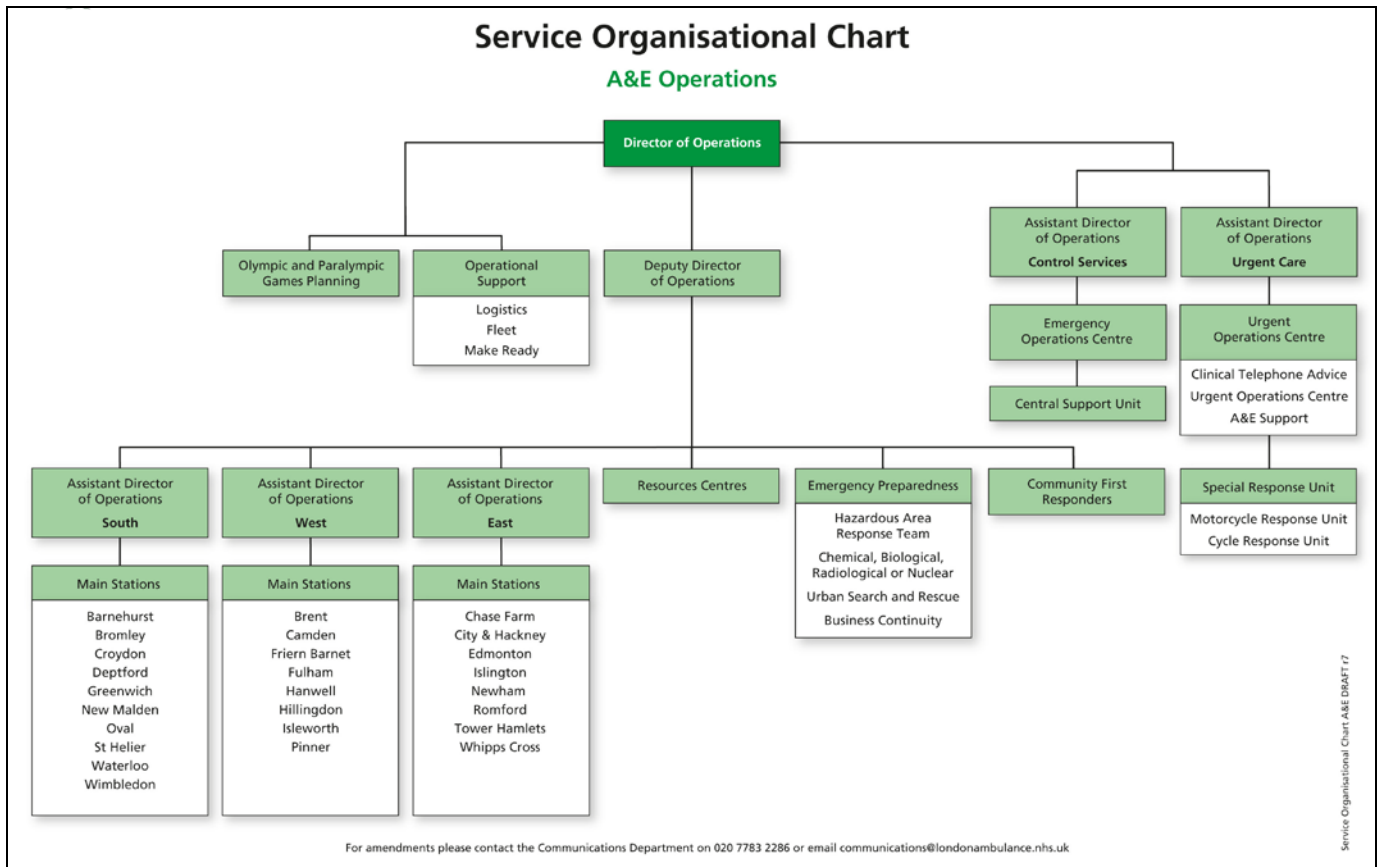 Service Organisational Chart
A&E Operations
Director of Operations
Olympic and Paralympic
Games Planning
Operational
Support
Logistics
Fleet
Make Ready
Deputy Director
of Operations
Assistant Director
of Operations
Control Services
Emergency
Operations Centre
Central Support Unit
Assistant Director
of Operations
Urgent Care
Urgent
Operations Centre
Clinical Telephone Advice
Urgent Operations Centre
A&E Support
Special Response Unit
Motorcycle Response Unit
Cycle Response Unit
Assistant Director
of Operations
South
Main Stations
Barnehurst
Bromley
Croydon
Deptford
Greenwich
New Malden
Oval
St Helier
Waterloo
Wimbledon
Assistant Director
of Operations
West
Main Stations
Brent
Camden
Friern Barnet
Fulham
Hanwell
Hillingdon
Isleworth
Pinner
Assistant Director
of Operations
East
Main Stations
Chase Farm
City & Hackney
Edmonton
Islington
Newham
Romford
Tower Hamlets
Whipps Cross
Resources Centres
Emergency Preparedness
Hazardous Area
Response Team
Chemical, Biological,
Radiological or Nuclear
Urban Search and Rescue
Business Continuity
Community First
Responders
For amendments please contact the Communications Department on 020 7783 2286 or email communications@londonambulance.nhs.uk
Service Organisational Chart A&E DRAFT r7